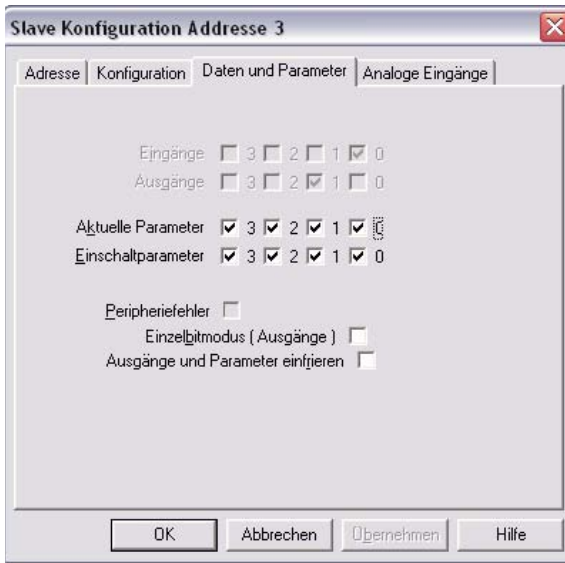 Slave Konfiguration Addresse 3
Adresse Konfiguration Daten und Parameter Analoge Eingänge
Eingänge 3 2 1 0
Ausgänge 3 2 1 0
Aktuelle Parameter 3 2 1 0
Einschaltparameter 3 2 1 0
Peripheriefehler
Einzelbitmodus ( Ausgänge )
Ausgänge und Parameter einfrieren
OK Abbrechen Übernehmen Hilfe